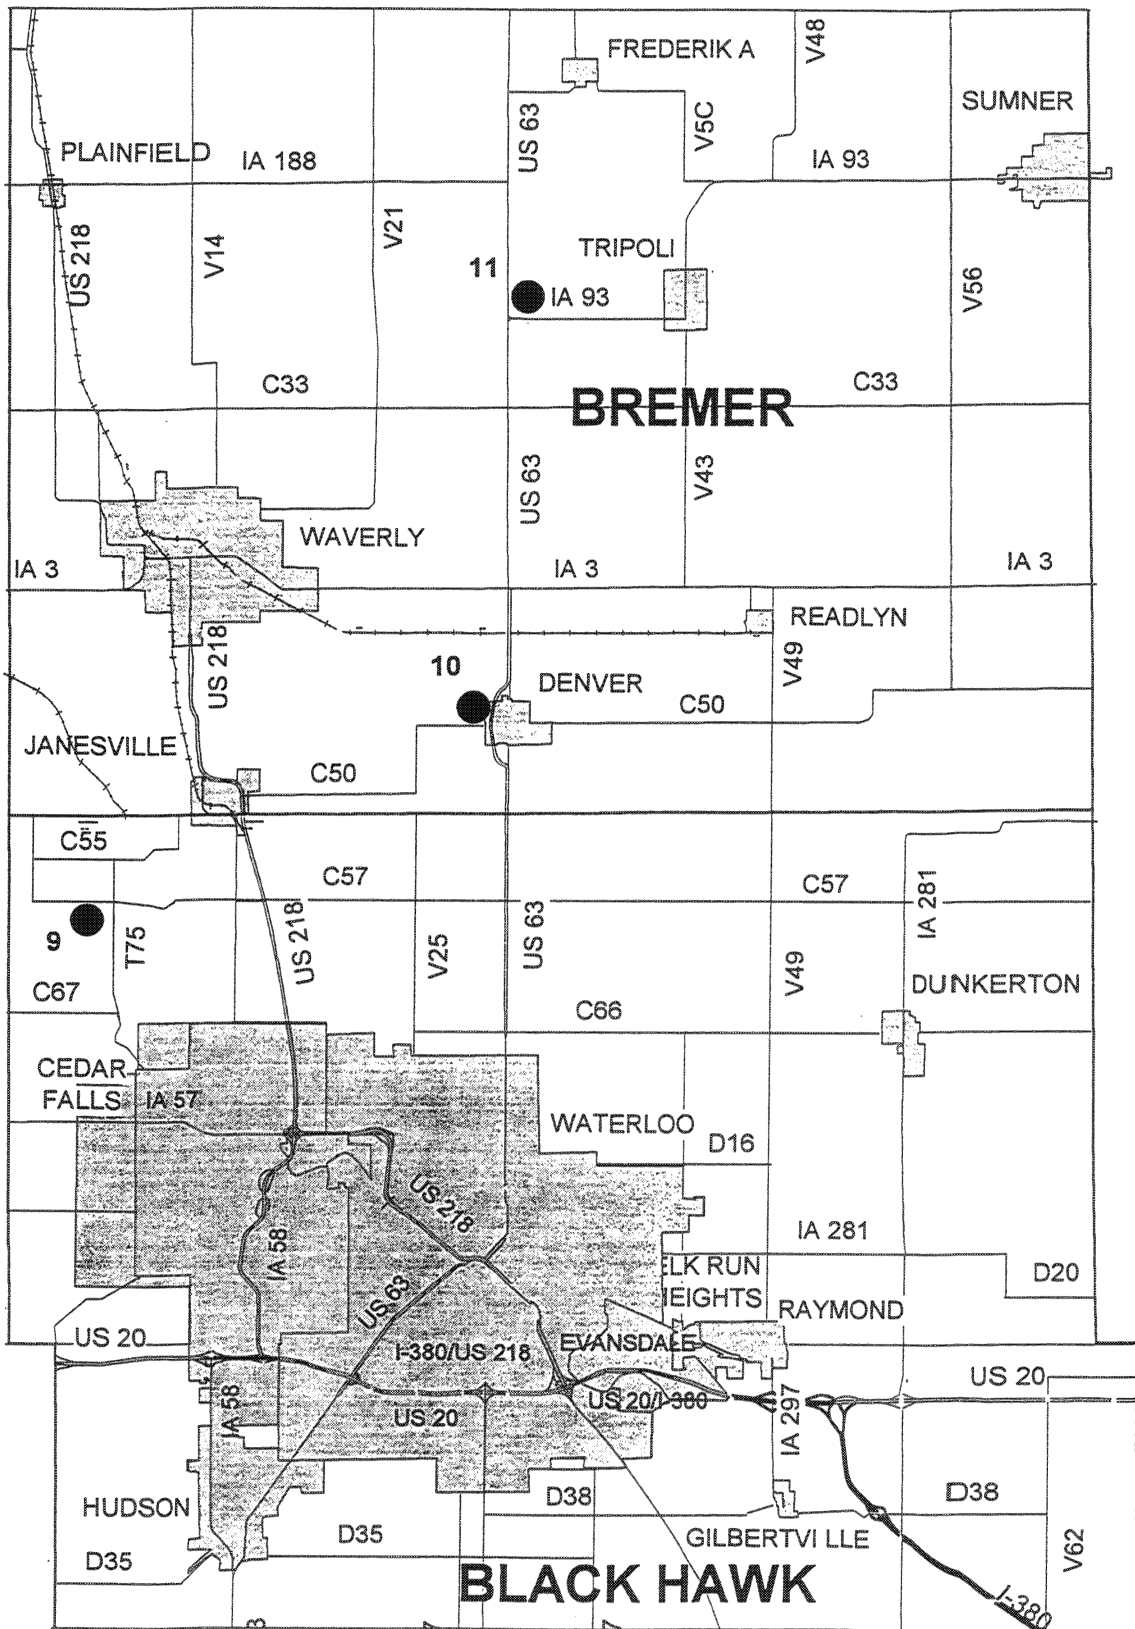 FREDERIK A
V48
SUMNER
US 63
V5C
PLAINFIELD
IA 188
IA 93
US 218
V14
V21
TRIPOLI
11
IA 93
V56
C33
C33
BREMER
US 63
V43
WAVERLY
IA 3
IA 3
IA 3
READLYN
US 218
10
DENVER
V49
C50
JANESVILLE
C50
C55
C57
C57
IA 281
9
T75
US 218
V25
US 63
V49
C67
C66
DUNKERTON
CEDAR
FALLS
IA 57
WATERLOO
D16
US 218
IA 58
IA 281
ELK RUN
HEIGHTS
D20
US 63
RAYMOND
US 20
I-380/US 218
EVANSDALE
US 20
IA 58
US 20
US 20/I-380
IA 297
HUDSON
D38
D38
D35
GILBERTVILLE
D35
V62
BLACK HAWK
I-380